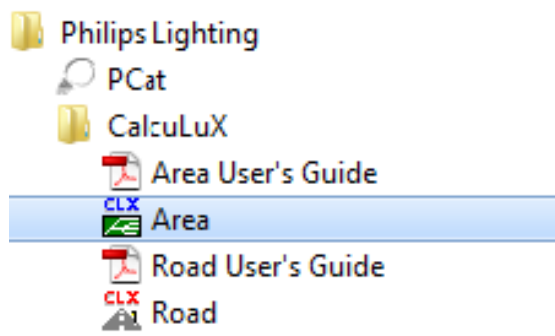 Philips Lighting
PCat
CalcuLuX
Area User's Guide
CLX
Area
Road User's Guide
CLX
Road